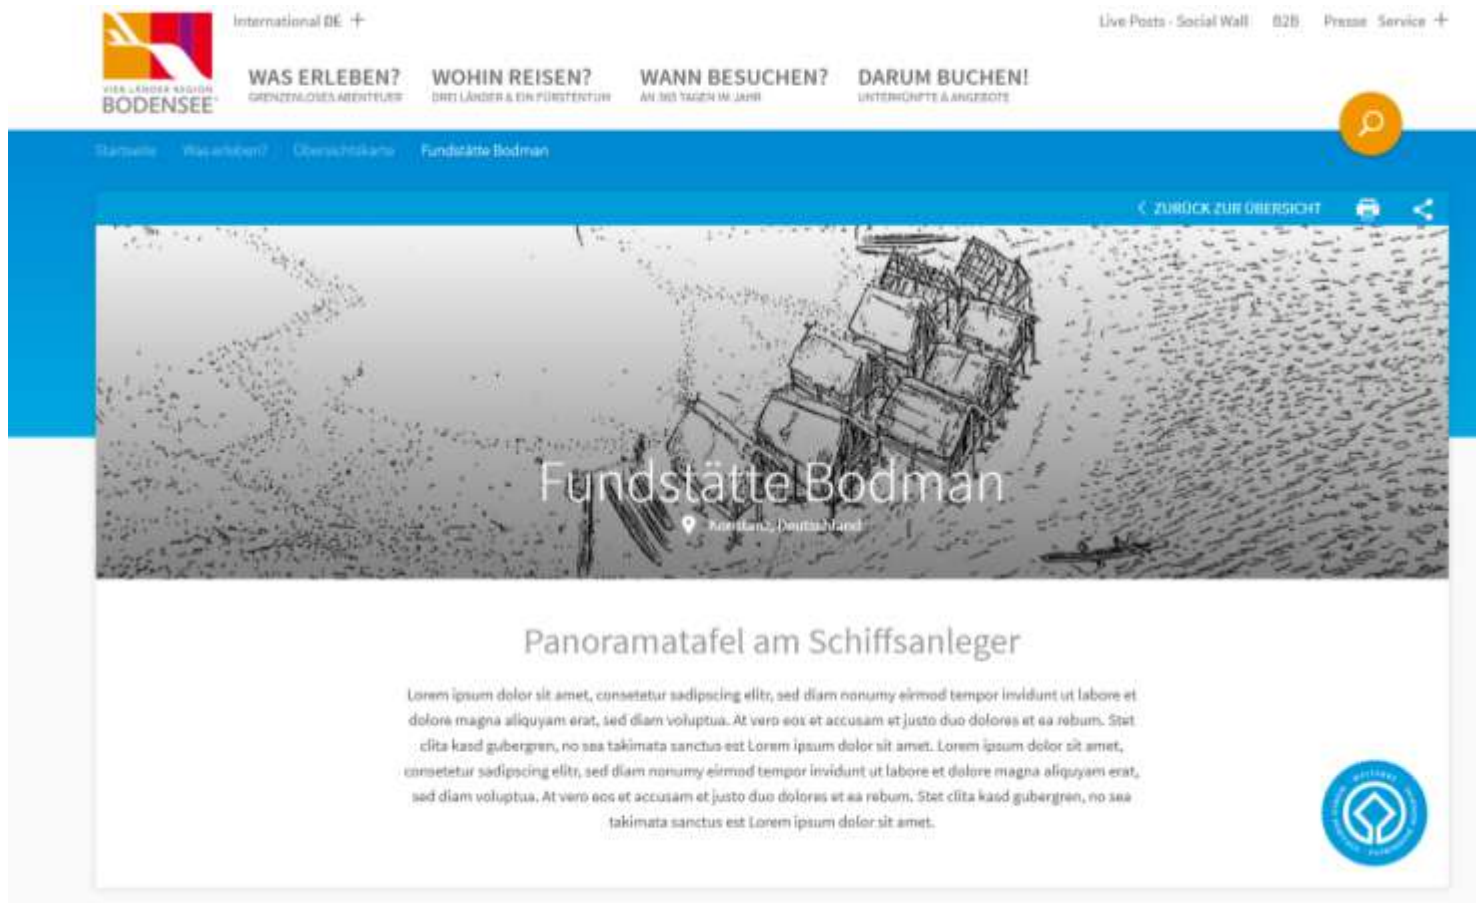 International DE +
Live Posts - Social Wall B2B Presse Service +
VIER LÄNDER REGION
BODENSEE
WAS ERLEBEN? WOHIN REISEN? WANN BESUCHEN? DARUM BUCHEN!
GRENZENLOSES ABENTEUER DREI LÄNDER & EIN FÜRSTENTUM AN 365 TAGEN IM JAHR UNTERKÜNFTE & ANGEBOTE
Startseite Was erleben? Übersichtskarte Fundstätte Bodman
< ZURÜCK ZUR ÜBERSICHT
Fundstätte Bodman
Konstanz, Deutschland
Panoramatafel am Schiffsanleger
Lorem ipsum dolor sit amet, consetetur sadipscing elitr, sed diam nonumy eirmod tempor invidunt ut labore et
dolore magna aliquyam erat, sed diam voluptua. At vero eos et accusam et justo duo dolores et ea rebum. Stet
clita kasd gubergren, no sea takimata sanctus est Lorem ipsum dolor sit amet. Lorem ipsum dolor sit amet,
consetetur sadipscing elitr, sed diam nonumy eirmod tempor invidunt ut labore et dolore magna aliquyam erat,
sed diam voluptua. At vero eos et accusam et justo duo dolores et ea rebum. Stet clita kasd gubergren, no sea
takimata sanctus est Lorem ipsum dolor sit amet.